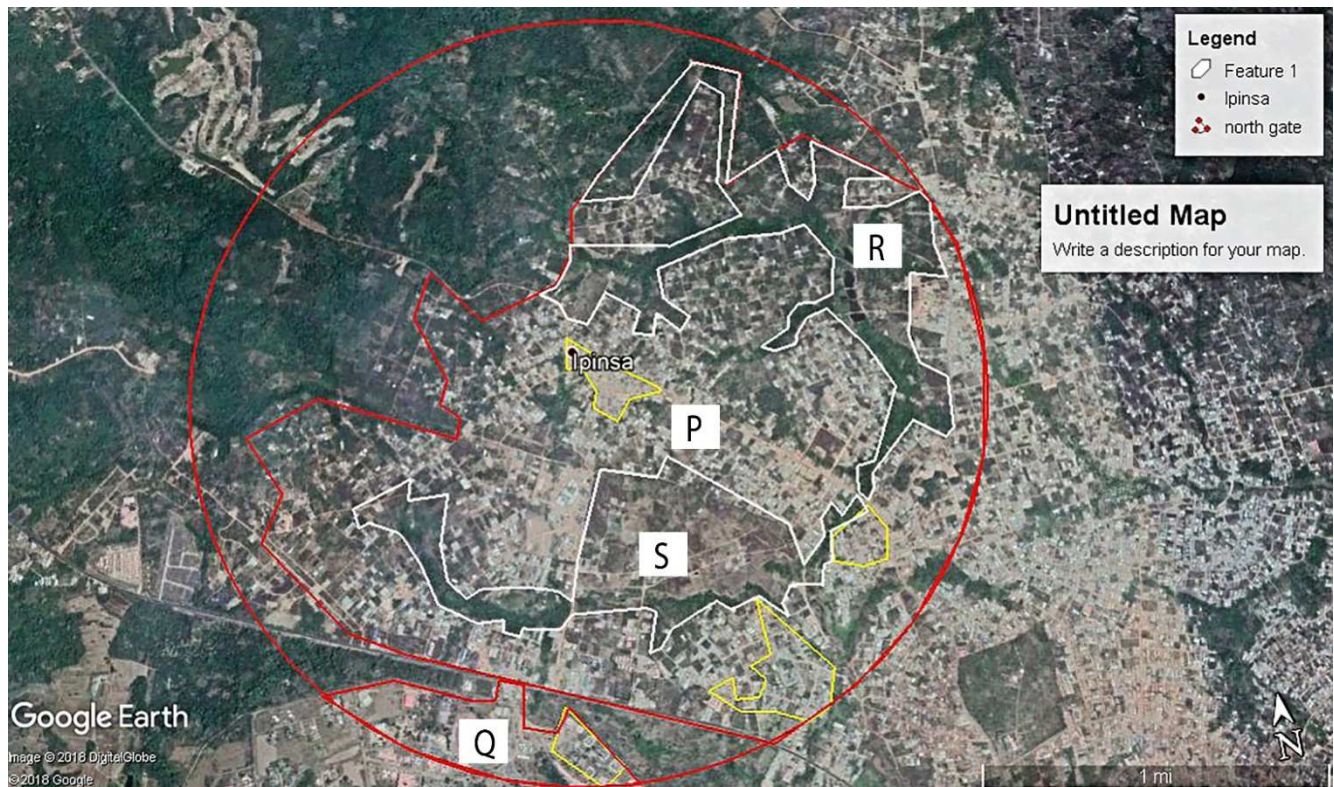 Legend
Feature 1
Ipinsa
north gate
Untitled Map
Write a description for your map.
R
Ipinsa
P
S
Q
Google Earth
Image © 2018 DigitalGlobe
© 2018 Google
N
1 mi